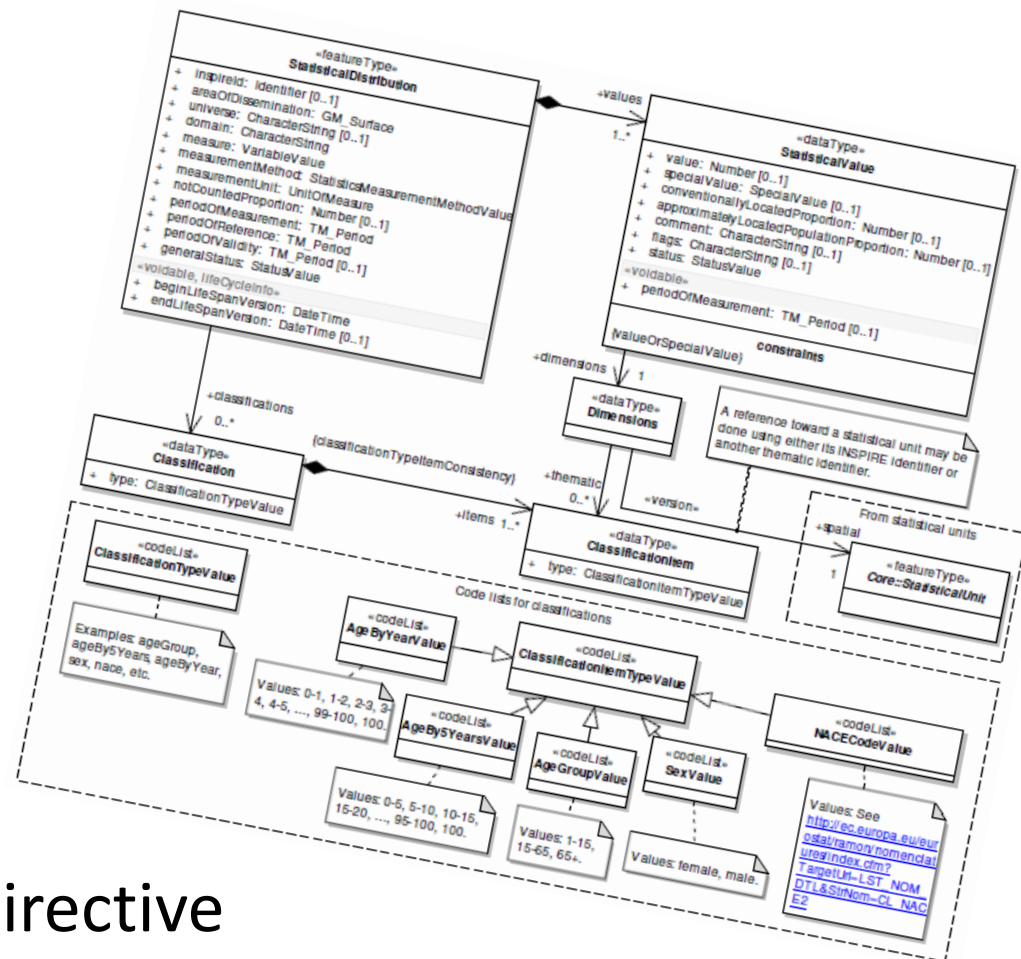 «featureType»
StatisticalDistribution
+ inspireId: Identifier [0..1]
+ areaOfDissemination: GM_Surface
+ universe: CharacterString [0..1]
+ domain: CharacterString
+ measure: VariableValue
+ measurementMethod: StatisticsMeasurementMethodValue
+ measurementUnit: UnitOfMeasure
+ notCountedProportion: Number [0..1]
+ periodOfMeasurement: TM_Period
+ periodOfReference: TM_Period
+ periodOfValidity: TM_Period [0..1]
+ generalStatus: StatusValue
«voidable, lifeCycleInfo»
+ beginLifeSpanVersion: DateTime
+ endLifeSpanVersion: DateTime [0..1]
+values
1..*
«dataType»
StatisticalValue
+ value: Number [0..1]
+ specialValue: SpecialValue [0..1]
+ conventionallyLocatedProportion: Number [0..1]
+ approximatelyLocatedPopulationProportion: Number [0..1]
+ comment: CharacterString [0..1]
+ flags: CharacterString [0..1]
+ status: StatusValue
«voidable»
+ periodOfMeasurement: TM_Period [0..1]
constraints
{valueOrSpecialValue}
+dimensions
1
«dataType»
Dimensions
A reference toward a statistical unit may be
done using either its INSPIRE identifier or
another thematic identifier.
+classifications
0..*
«dataType»
Classification
+ type: ClassificationTypeValue
{classificationTypeItemConsistency}
+items 1..*
+thematic
0..*
«version»
«dataType»
ClassificationItem
+ type: ClassificationItemTypeValue
From statistical units
+spatial
1
«featureType»
Core::StatisticalUnit
Code lists for classifications
«codeList»
ClassificationTypeValue
Examples: ageGroup,
ageBy5Years, ageByYear,
sex, nace, etc.
«codeList»
AgeByYearValue
Values: 0-1, 1-2, 2-3, 3-
4, 4-5, ..., 99-100, 100.
«codeList»
ClassificationItemTypeValue
«codeList»
AgeBy5YearsValue
Values: 0-5, 5-10, 10-15,
15-20, ..., 95-100, 100.
«codeList»
AgeGroupValue
Values: 1-15,
15-65, 65+.
«codeList»
SexValue
Values: female, male.
«codeList»
NACECodeValue
Values: See
http://ec.europa.eu/eur
ostat/ramon/nomenclat
ures/index.cfm?
TargetUrl=LST_NOM_
DTL&StrNom=CL_NAC
E2
irective